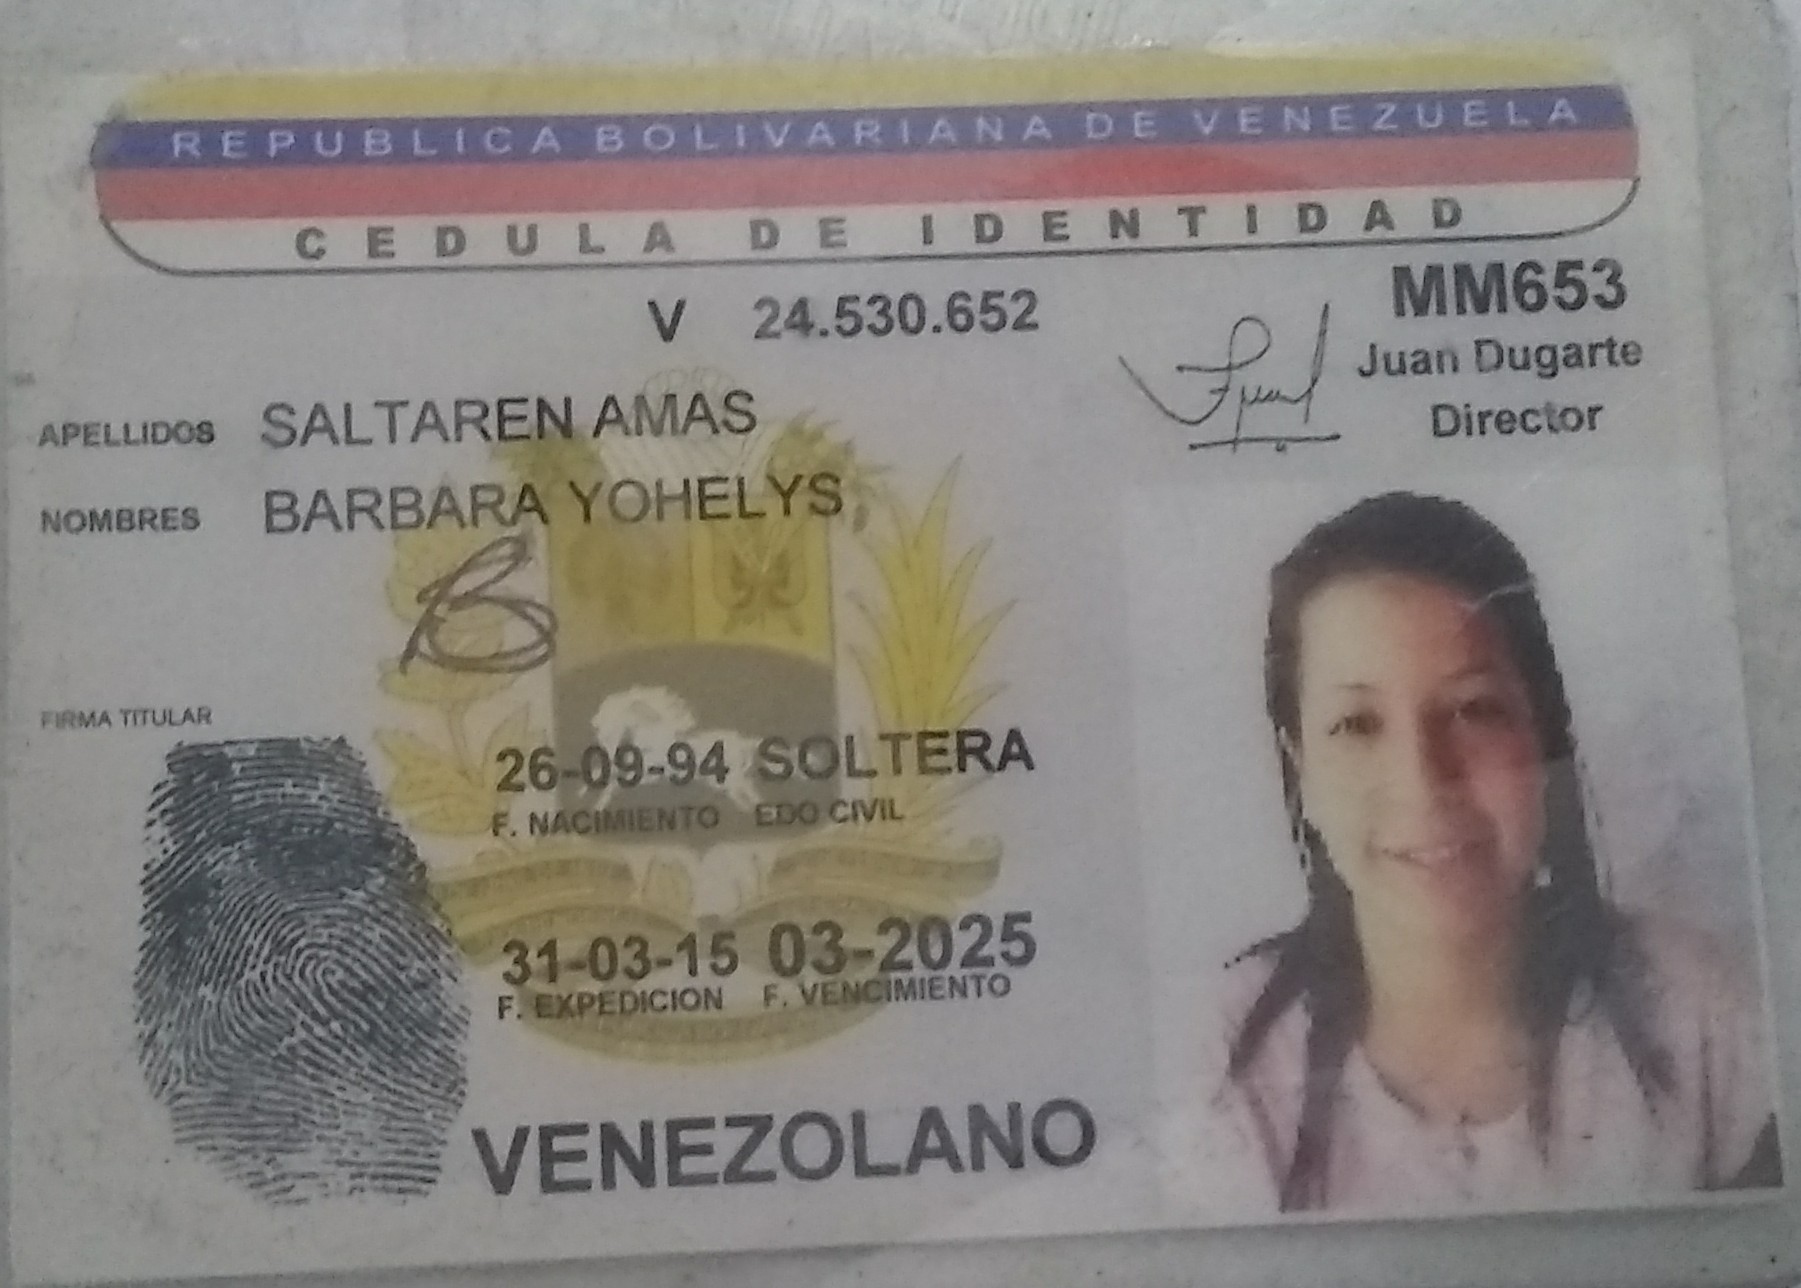 REPUBLICA BOLIVARIANA DE VENEZUELA
CEDULA DE IDENTIDAD
V 24.530.652
MM653
Juan Dugarte
Director
APELLIDOS SALTAREN AMAS
NOMBRES BARBARA YOHELYS
FIRMA TITULAR
26-09-94 SOLTERA
F. NACIMIENTO EDO CIVIL
31-03-15 03-2025
F. EXPEDICION F. VENCIMIENTO
VENEZOLANO